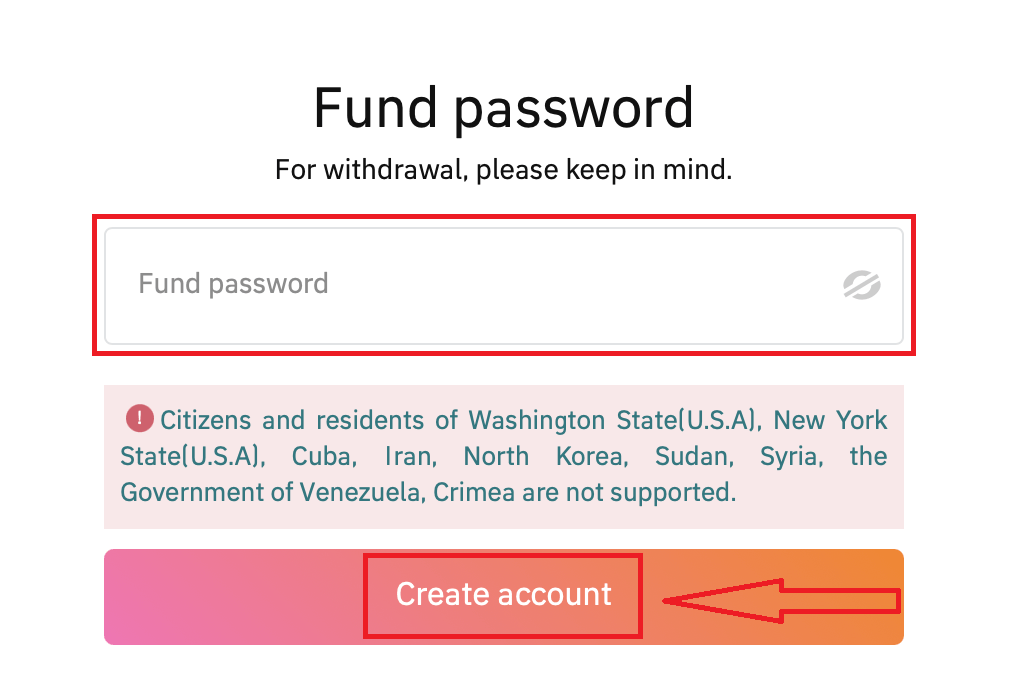 Fund password
For withdrawal, please keep in mind.
Fund password
! Citizens and residents of Washington State(U.S.A), New York
State(U.S.A), Cuba, Iran, North Korea, Sudan, Syria, the
Government of Venezuela, Crimea are not supported.
Create account